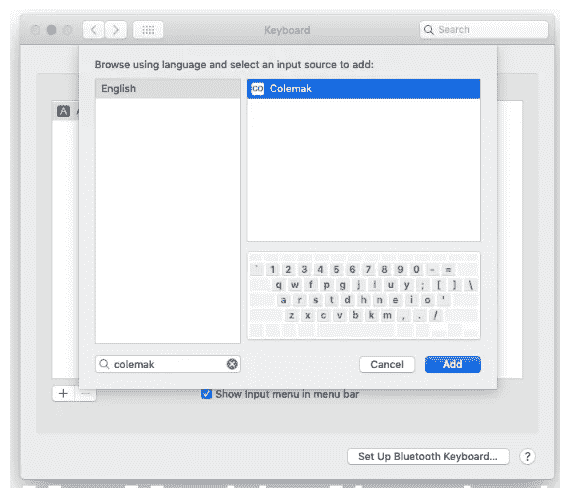 Keyboard
Search
Browse using language and select an input source to add:
English
CO Colemak
A
` 1 2 3 4 5 6 7 8 9 0 - =
q w f p g j l u y ; [ ] \
a r s t d h n e i o '
z x c v b k m , . /
colemak
Cancel
Add
+ −
Show Input menu in menu bar
Set Up Bluetooth Keyboard...
?